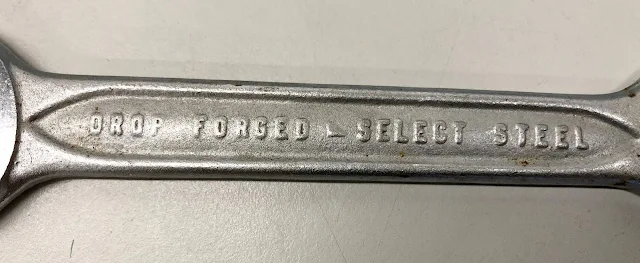 DROP FORGED - SELECT STEEL